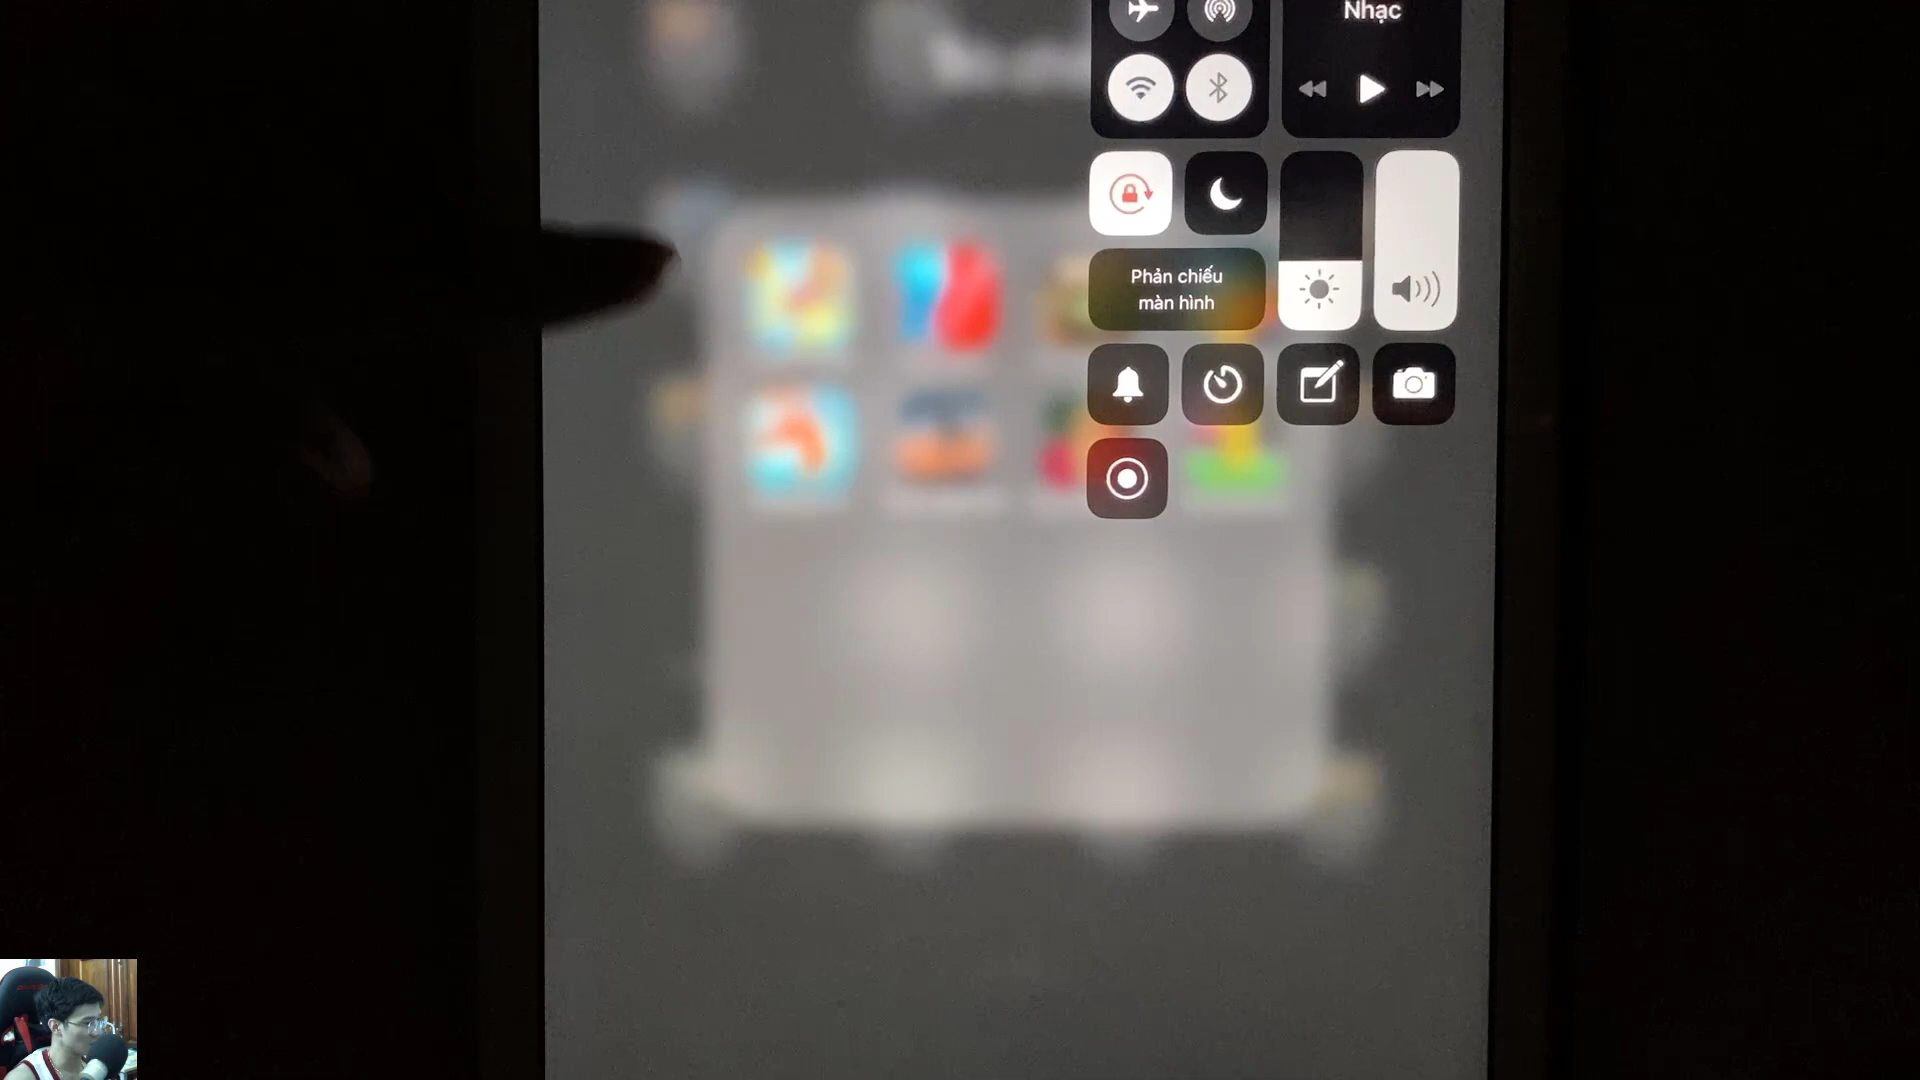 Nhạc
Phản chiếu
màn hình